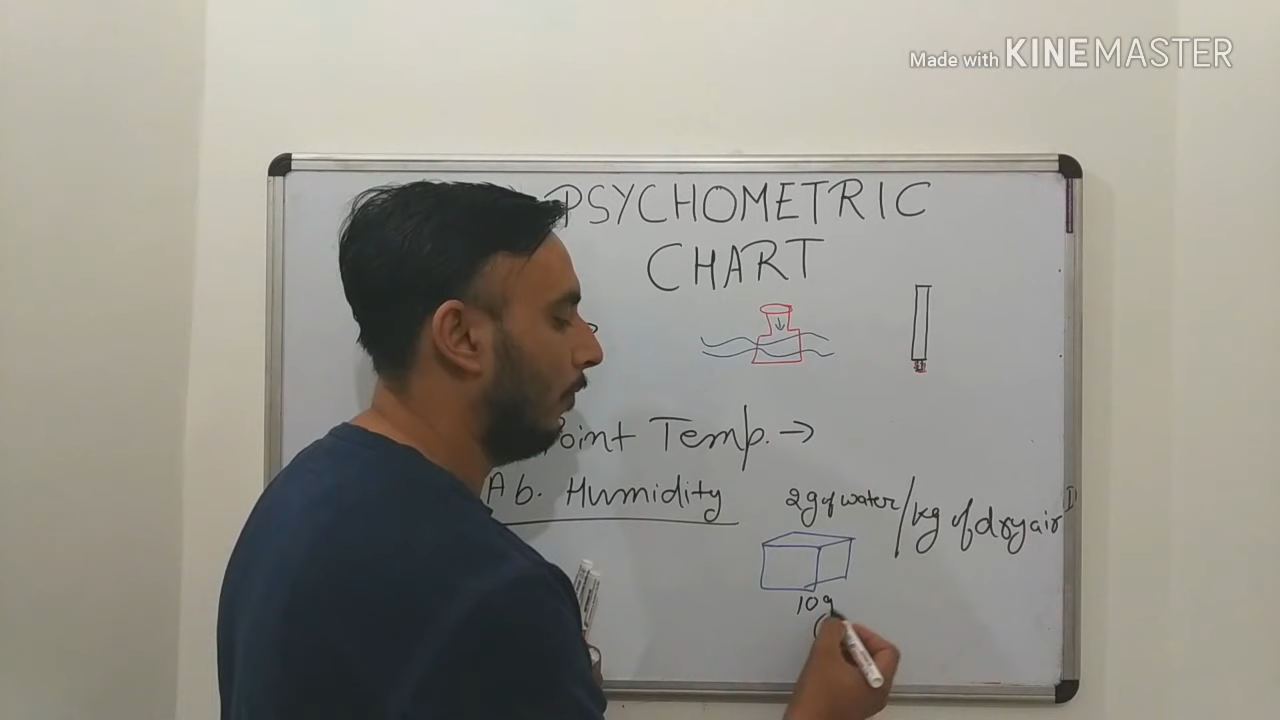 Made with KINEMASTER
PSYCHOMETRIC
CHART
Point Temp. →
Ab. Humidity
2g of water / kg of dry air
10g